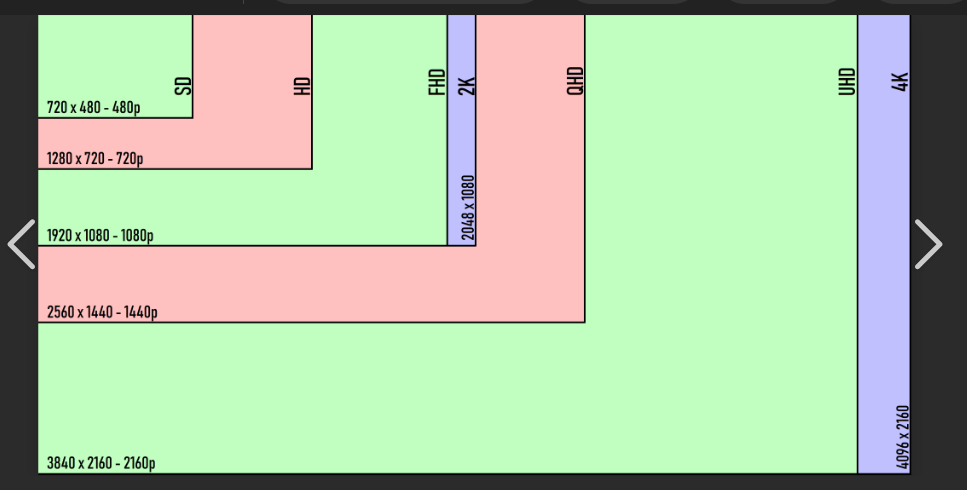 SD
HD
FHD
2K
QHD
UHD
4K
720 x 480 - 480p
1280 x 720 - 720p
2048 x 1080
1920 x 1080 - 1080p
2560 x 1440 - 1440p
4096 x 2160
3840 x 2160 - 2160p